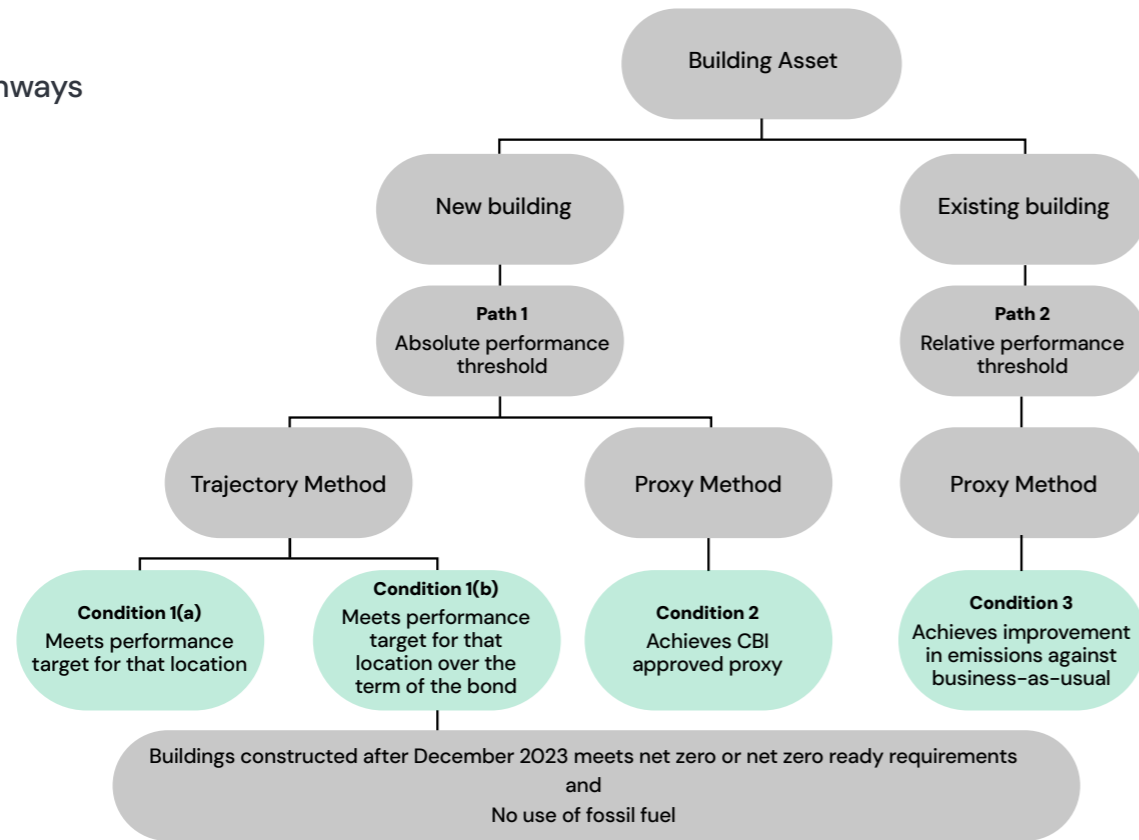 hways
Building Asset
New building
Existing building
Path 1
Absolute performance
threshold
Path 2
Relative performance
threshold
Trajectory Method
Proxy Method
Proxy Method
Condition 1(a)
Meets performance
target for that location
Condition 1(b)
Meets performance
target for that
location over the
term of the bond
Condition 2
Achieves CBI
approved proxy
Condition 3
Achieves improvement
in emissions against
business-as-usual
Buildings constructed after December 2023 meets net zero or net zero ready requirements
and
No use of fossil fuel